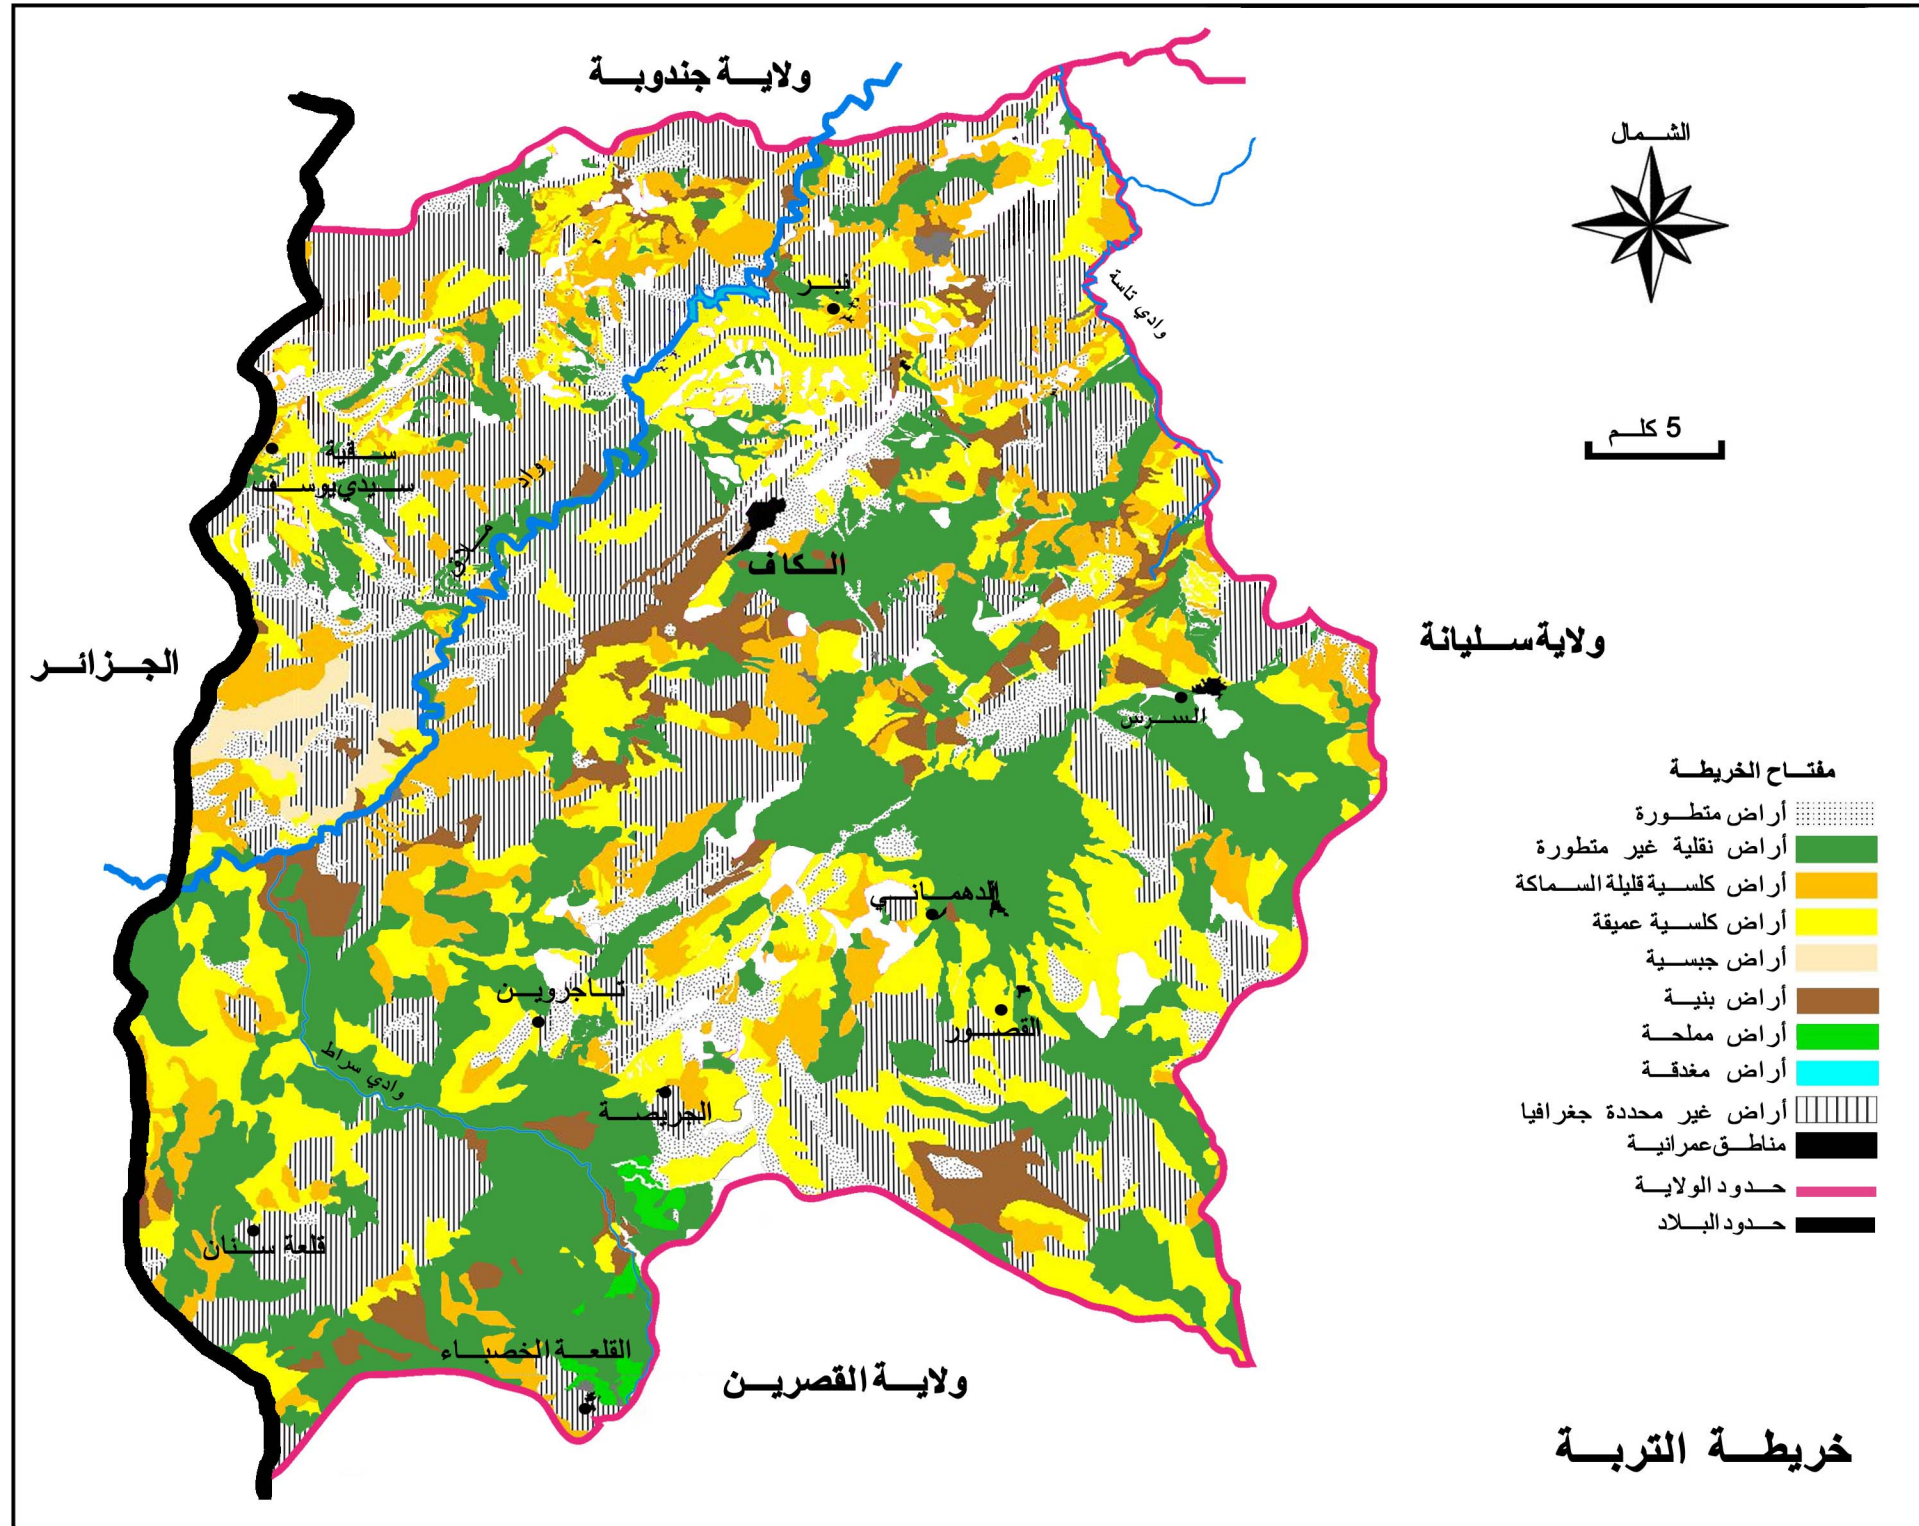 ولاية جندوبة
الشمال
نبر
وادي تاسة
5 كلم
سقية
سيدي يوسف
واد
ملاق
الكاف
ولاية سليانة
الجزائر
السرس
مفتاح الخريطة
أراض متطورة
أراض نقلية غير متطورة
أراض كلسية قليلة السماكة
أراض كلسية عميقة
أراض جبسية
أراض بنية
أراض مملحة
أراض مغدقة
أراض غير محددة جغرافيا
مناطق عمرانية
حدود الولاية
حدود البلاد
الدهماني
تاجروين
القصور
وادي سراط
الجريصة
قلعة سنان
القلعة الخصباء
ولاية القصرين
خريطة التربة